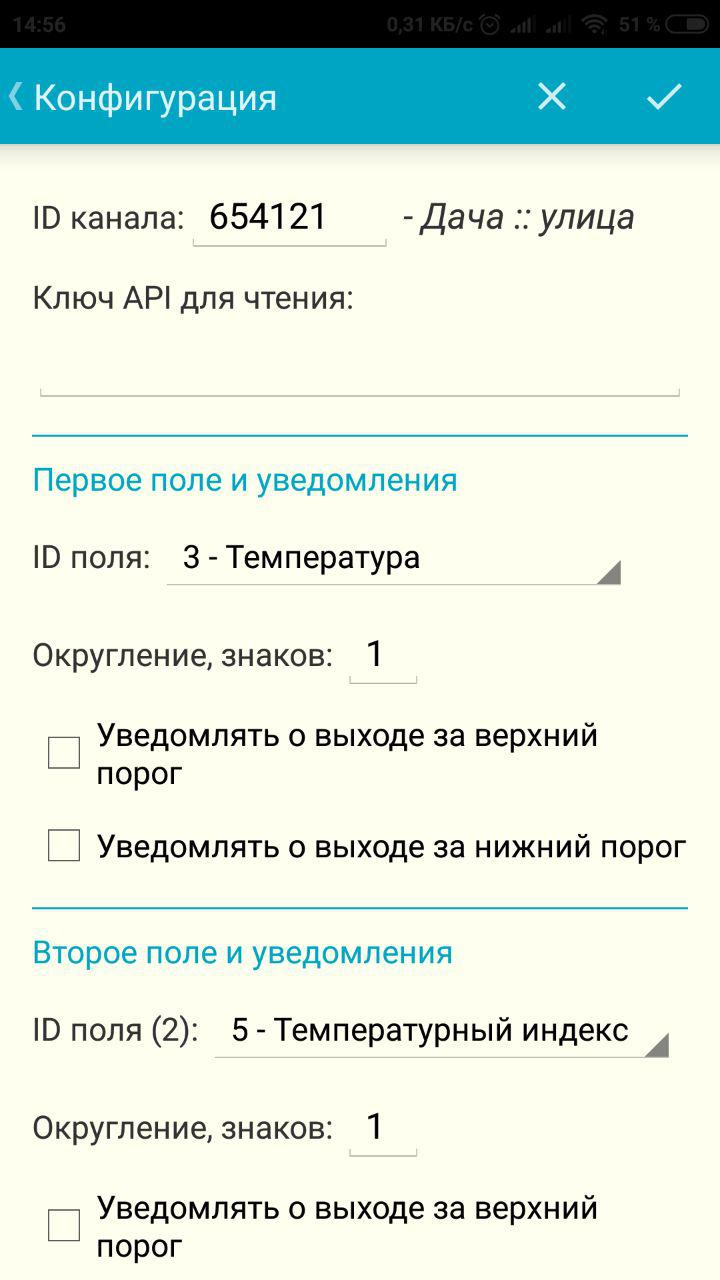 14:56 0,31 КБ/с 51 %
Конфигурация
ID канала: 654121 - Дача :: улица
Ключ API для чтения:
Первое поле и уведомления
ID поля: 3 - Температура
Округление, знаков: 1
Уведомлять о выходе за верхний
порог
Уведомлять о выходе за нижний порог
Второе поле и уведомления
ID поля (2): 5 - Температурный индекс
Округление, знаков: 1
Уведомлять о выходе за верхний
порог